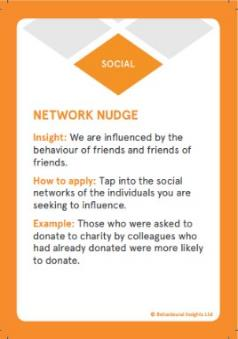 SOCIAL
NETWORK NUDGE
Insight: We are influenced by the
behaviour of friends and friends of
friends.
How to apply: Tap into the social
networks of the individuals you are
seeking to influence.
Example: Those who were asked to
donate to charity by colleagues who
had already donated were more likely
to donate.
© Behavioural Insights Ltd